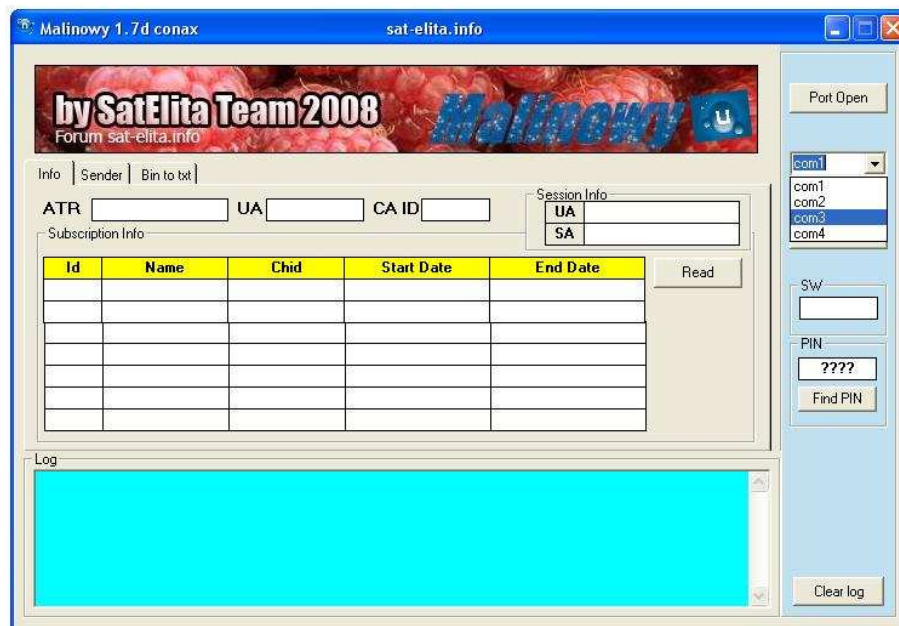 Malinowy 1.7d conax sat-elita.info
by SatElita Team 2008
Forum sat-elita.info
Malinowy
u
Port Open
com1
com1
com2
com3
com4
Info Sender Bin to txt
ATR UA CA ID
Session Info
UA
SA
Subscription Info
Id Name Chid Start Date End Date
Read
SW
PIN
????
Find PIN
Log
Clear log